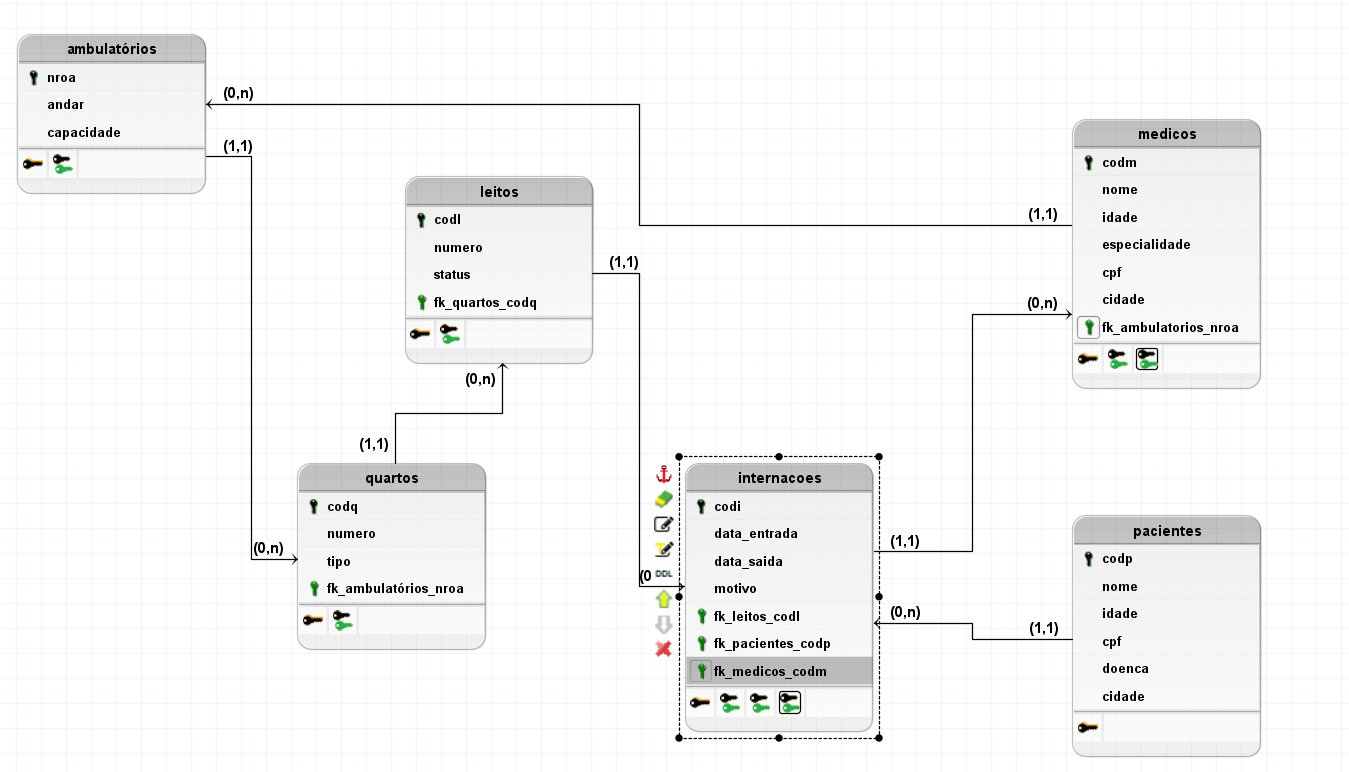 ambulatórios
nroa
andar
capacidade
(0,n)
(1,1)
leitos
codl
numero
status
fk_quartos_codq
(1,1)
(0,n)
medicos
codm
nome
idade
especialidade
cpf
cidade
fk_ambulatorios_nroa
(1,1)
(0,n)
(1,1)
quartos
codq
numero
tipo
fk_ambulatórios_nroa
(0,n)
internacoes
codi
data_entrada
data_saida
motivo
fk_leitos_codl
fk_pacientes_codp
fk_medicos_codm
(0
DDL
(1,1)
(0,n)
(1,1)
pacientes
codp
nome
idade
cpf
doenca
cidade